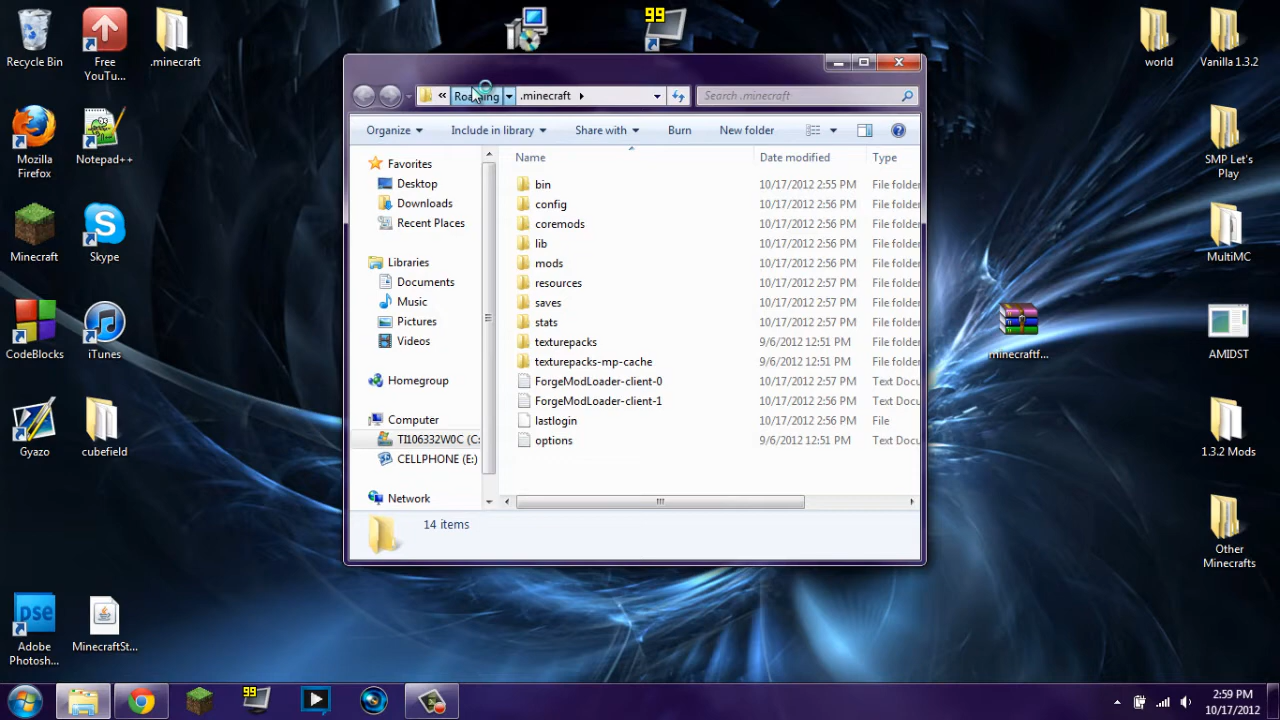 Recycle Bin
Free
YouTu...
.minecraft
99
world
Vanilla 1.3.2
« Roaming .minecraft
Search .minecraft
Organize
Include in library
Share with
Burn
New folder
Name
Date modified
Type
Favorites
Desktop
Downloads
Recent Places
Libraries
Documents
Music
Pictures
Videos
Homegroup
Computer
TI106332W0C (C:
CELLPHONE (E:)
Network
bin 10/17/2012 2:55 PM File folder
config 10/17/2012 2:56 PM File folder
coremods 10/17/2012 2:56 PM File folder
lib 10/17/2012 2:56 PM File folder
mods 10/17/2012 2:56 PM File folder
resources 10/17/2012 2:57 PM File folder
saves 10/17/2012 2:57 PM File folder
stats 10/17/2012 2:57 PM File folder
texturepacks 9/6/2012 12:51 PM File folder
texturepacks-mp-cache 9/6/2012 12:51 PM File folder
ForgeModLoader-client-0 10/17/2012 2:57 PM Text Docu
ForgeModLoader-client-1 10/17/2012 2:57 PM Text Docu
lastlogin 10/17/2012 2:56 PM File
options 9/6/2012 12:51 PM Text Docu
14 items
Mozilla
Firefox
Notepad++
Minecraft
Skype
CodeBlocks
iTunes
Gyazo
cubefield
pse
Adobe
Photosh...
MinecraftSt...
SMP Let's
Play
MultiMC
minecraftf...
AMIDST
1.3.2 Mods
Other
Minecrafts
99
2:59 PM
10/17/2012